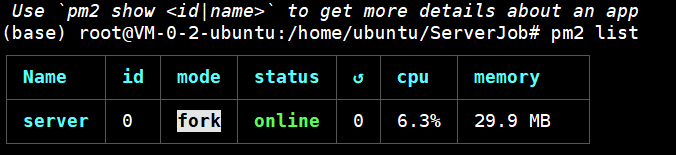 Use `pm2 show <id|name>` to get more details about an app
(base) root@VM-0-2-ubuntu:/home/ubuntu/ServerJob# pm2 list
Name id mode status ↺ cpu memory
server 0 fork online 0 6.3% 29.9 MB